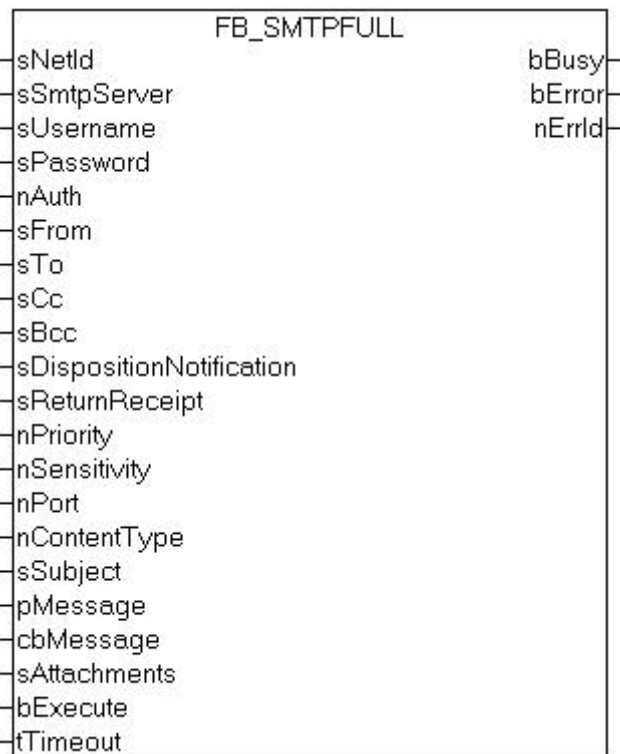 FB_SMTPFULL
sNetId bBusy
sSmtpServer bError
sUsername nErrId
sPassword
nAuth
sFrom
sTo
sCc
sBcc
sDispositionNotification
sReturnReceipt
nPriority
nSensitivity
nPort
nContentType
sSubject
pMessage
cbMessage
sAttachments
bExecute
tTimeout